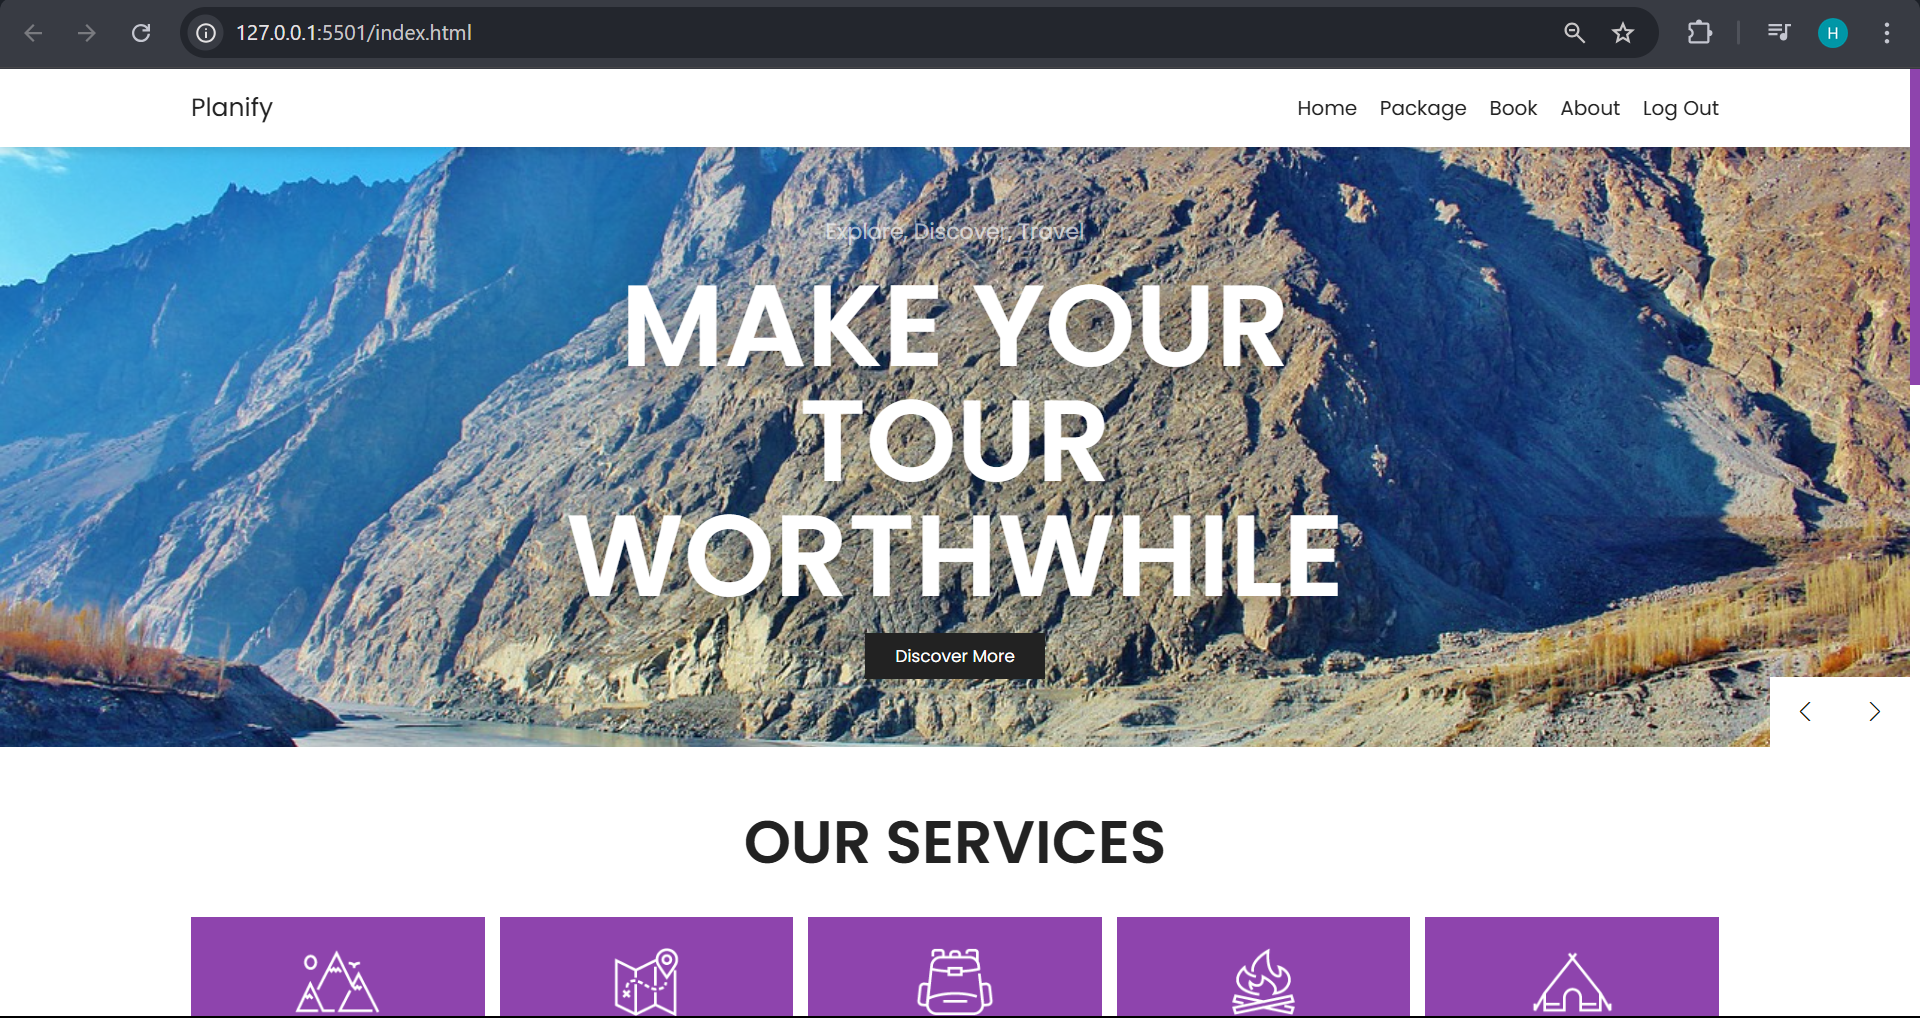 127.0.0.1:5501/index.html
H
Planify
Home Package Book About Log Out
Explore, Discover, Travel
MAKE YOUR
TOUR
WORTHWHILE
Discover More
OUR SERVICES